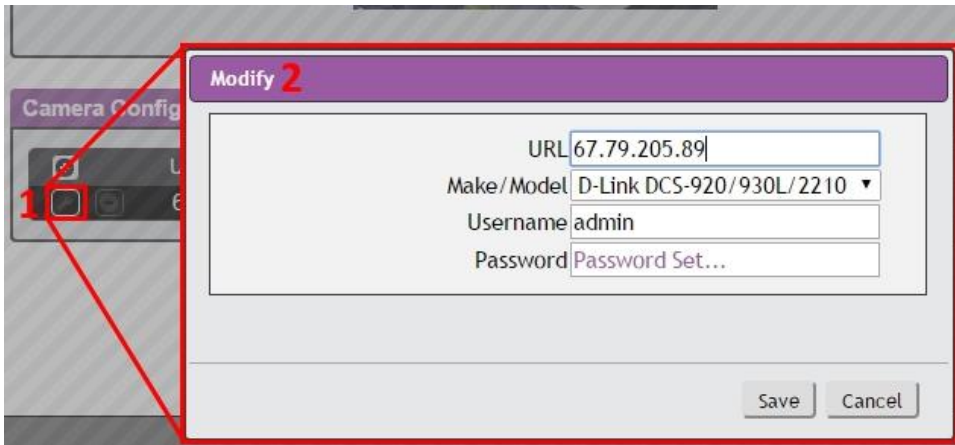 Modify 2
Camera Config
URL 67.79.205.89
Make/Model D-Link DCS-920/930L/2210
Username admin
Password Password Set...
1
Save Cancel